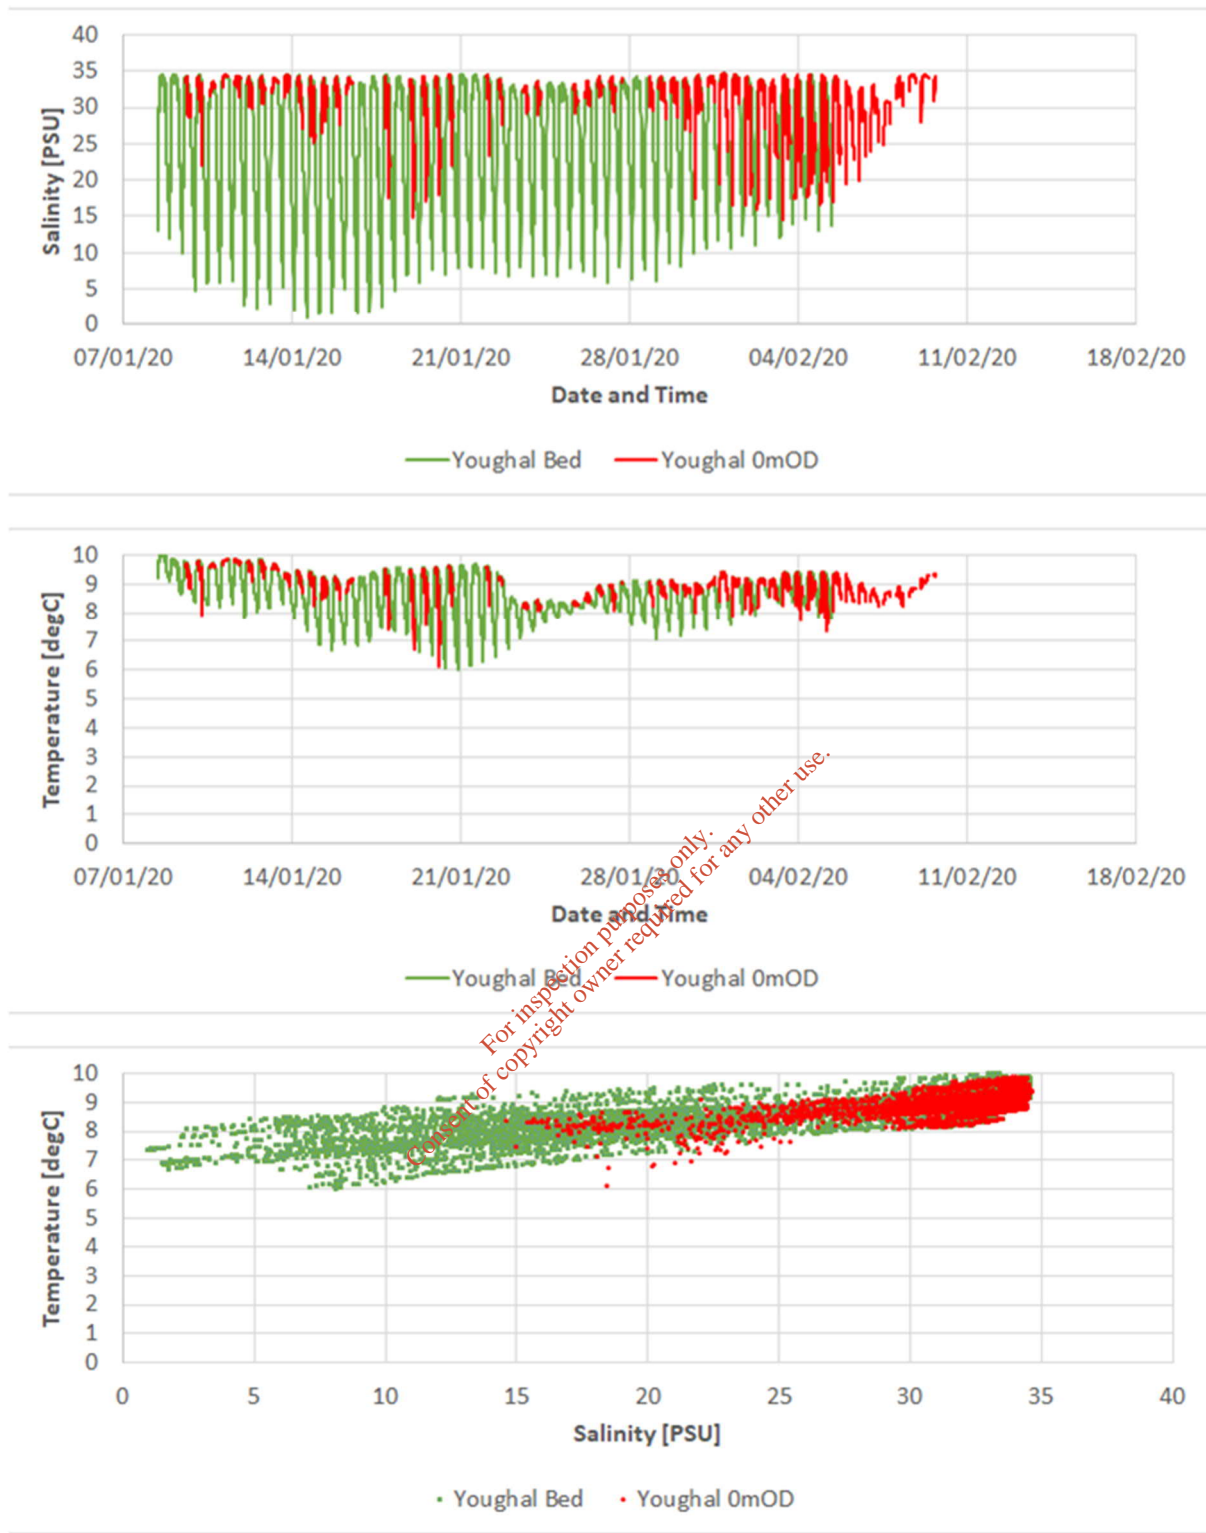 40
35
30
25
20
15
10
5
0
Salinity [PSU]
07/01/20 14/01/20 21/01/20 28/01/20 04/02/20 11/02/20 18/02/20
Date and Time
Youghal Bed Youghal 0mOD
10
9
8
7
6
5
4
3
2
1
0
Temperature [degC]
07/01/20 14/01/20 21/01/20 28/01/20 04/02/20 11/02/20 18/02/20
Date and Time
Youghal Bed Youghal 0mOD
For inspection purposes only.
Consent of copyright owner required for any other use.
10
9
8
7
6
5
4
3
2
1
0
Temperature [degC]
0 5 10 15 20 25 30 35 40
Salinity [PSU]
Youghal Bed Youghal 0mOD